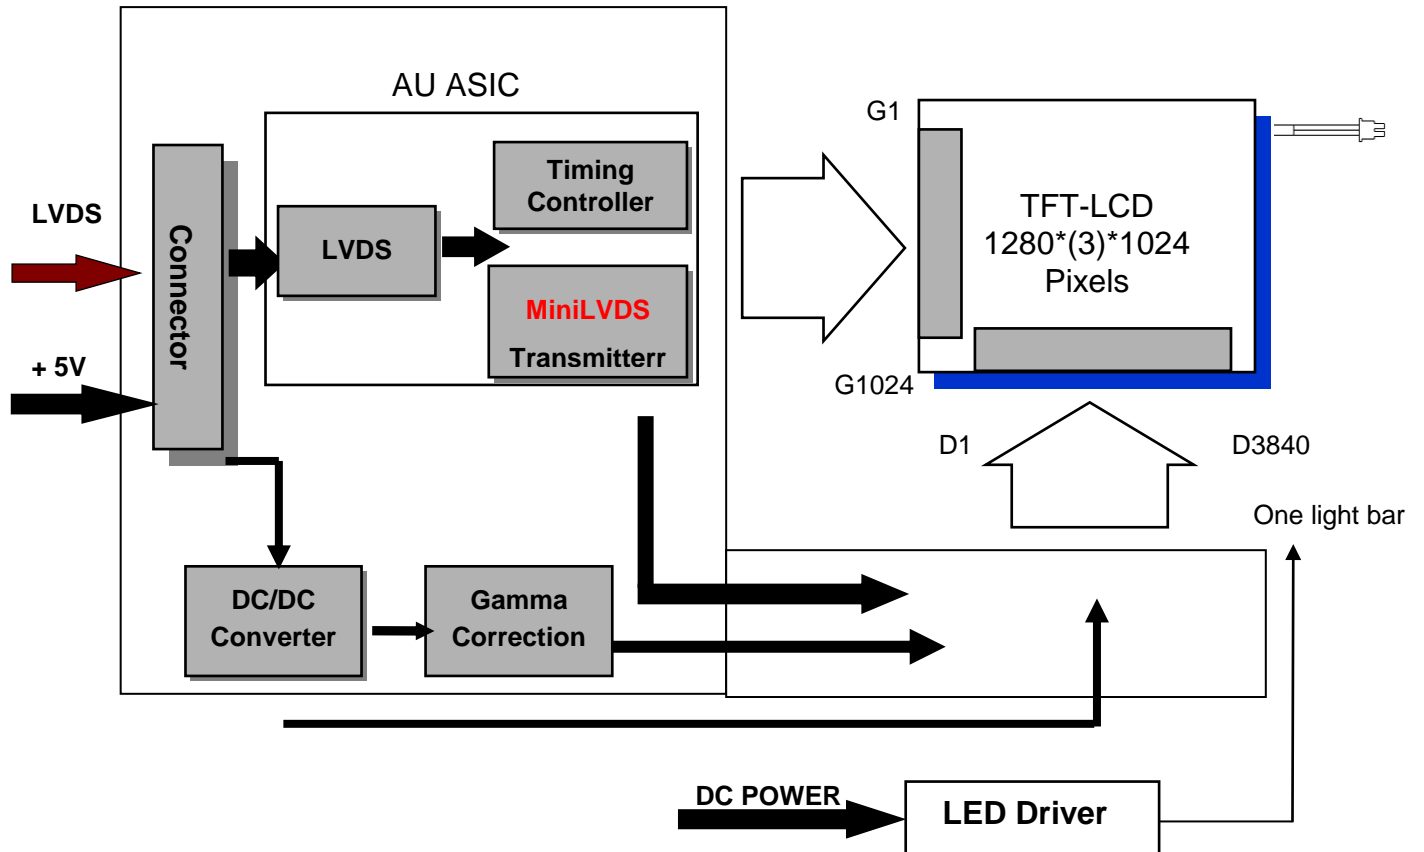 AU ASIC
G1
Timing
Controller
TFT-LCD
1280*(3)*1024
Pixels
LVDS
Connector
LVDS
MiniLVDS
Transmitterr
+ 5V
G1024
D1
D3840
One light bar
DC/DC
Converter
Gamma
Correction
DC POWER
LED Driver